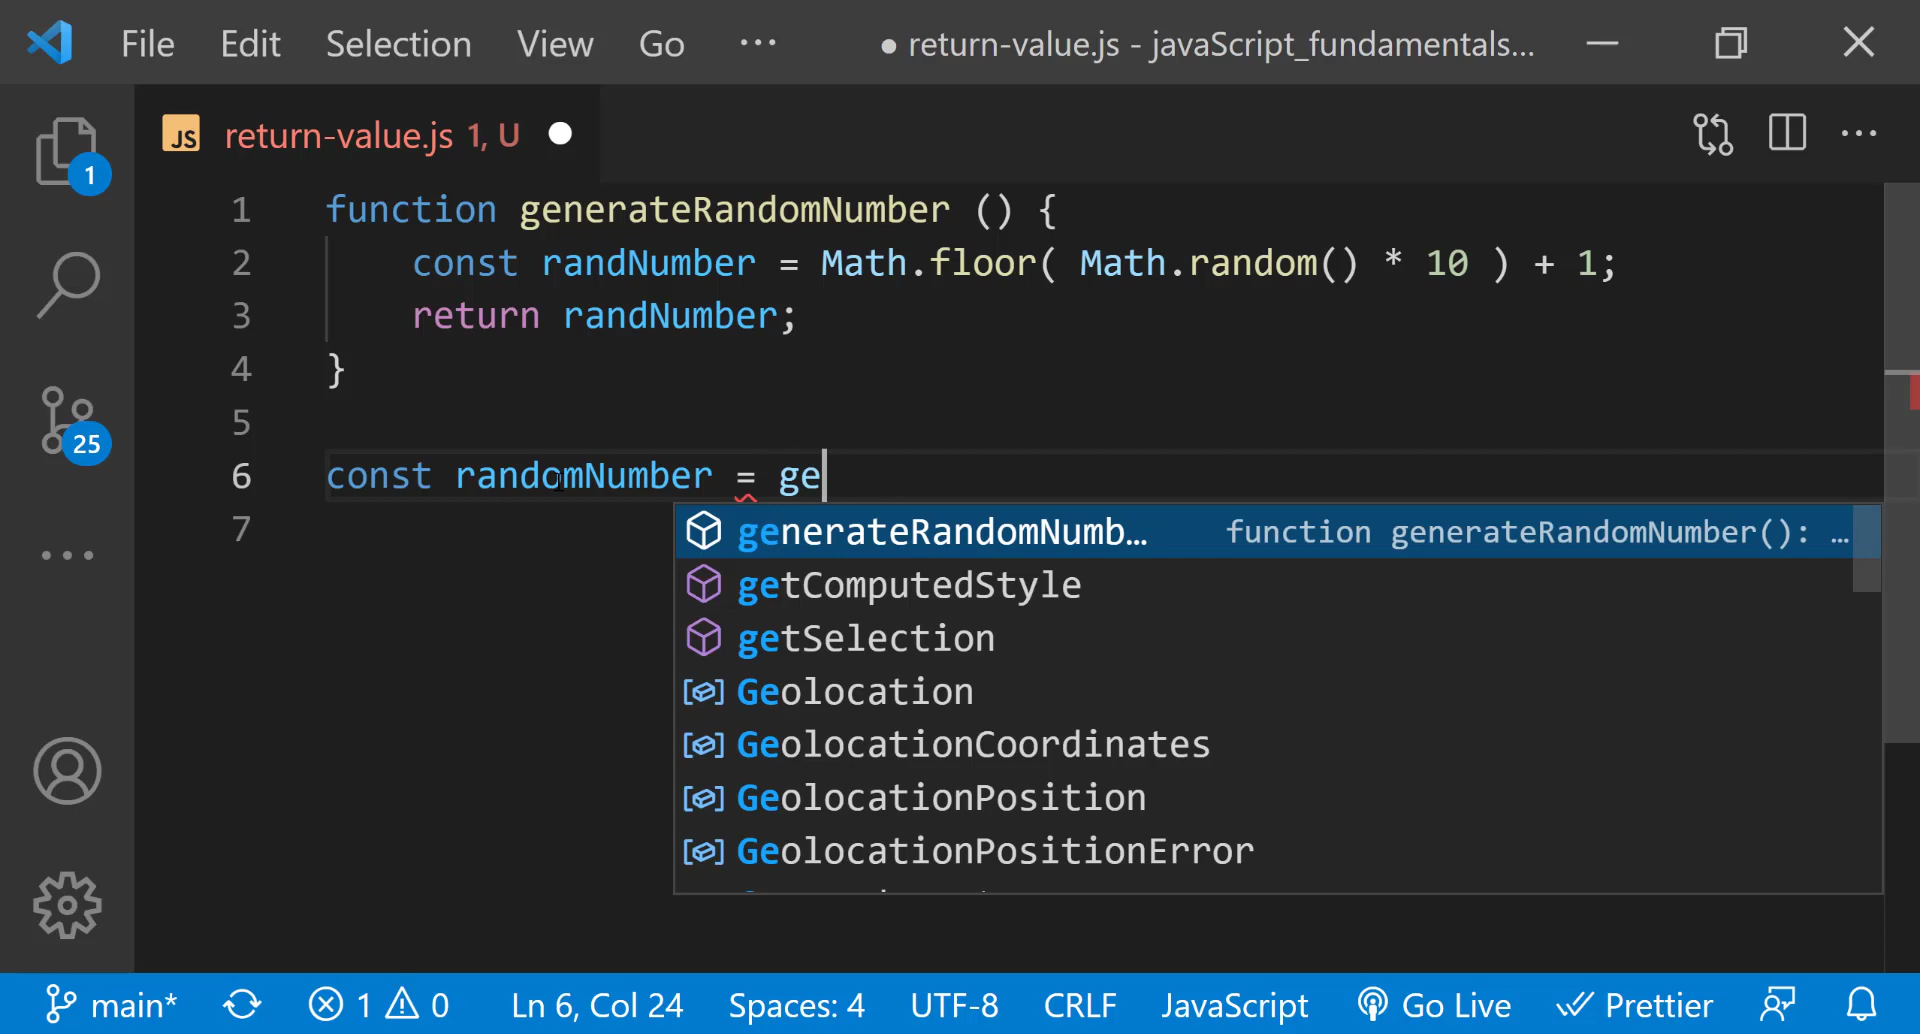 File Edit Selection View Go ··· ● return-value.js - javaScript_fundamentals...
1
JS return-value.js 1, U ●
1 function generateRandomNumber () {
2 const randNumber = Math.floor( Math.random() * 10 ) + 1;
3 return randNumber;
4 }
5
25
6 const randomNumber = ge
7
generateRandomNumb… function generateRandomNumber(): …
getComputedStyle
getSelection
Geolocation
GeolocationCoordinates
GeolocationPosition
GeolocationPositionError
main* 1 0 Ln 6, Col 24 Spaces: 4 UTF-8 CRLF JavaScript Go Live Prettier